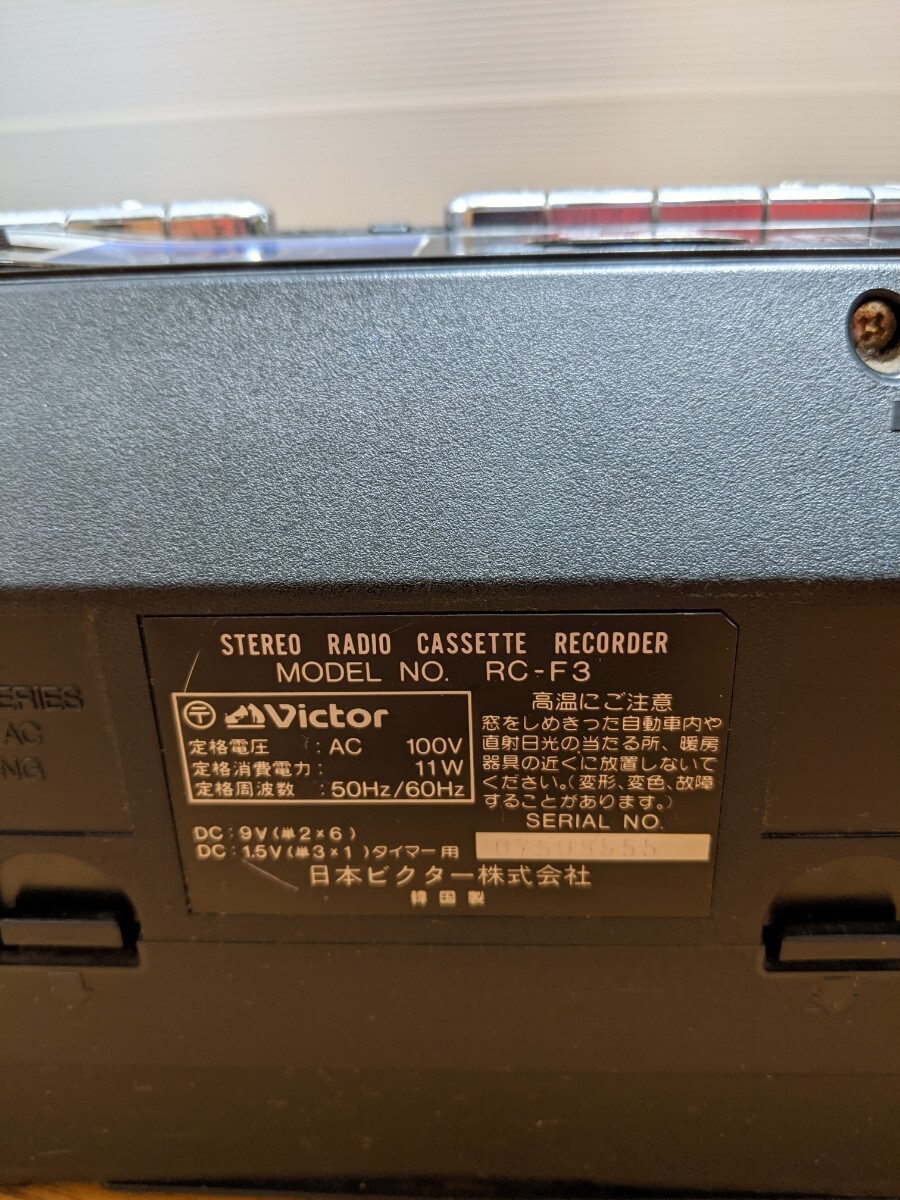 STEREO RADIO CASSETTE RECORDER
MODEL NO. RC-F3
〒 Victor
定格電圧 : AC 100V
定格消費電力: 11W
定格周波数 : 50Hz/60Hz
高温にご注意
窓をしめきった自動車内や
直射日光の当たる所、暖房
器具の近くに放置しないで
ください。(変形、変色、故障
することがあります。)
SERIAL NO.
DC: 9V(単2×6)
DC: 1.5V(単3×1)タイマー用
日本ビクター株式会社
韓国製
ERIES
AC
NG